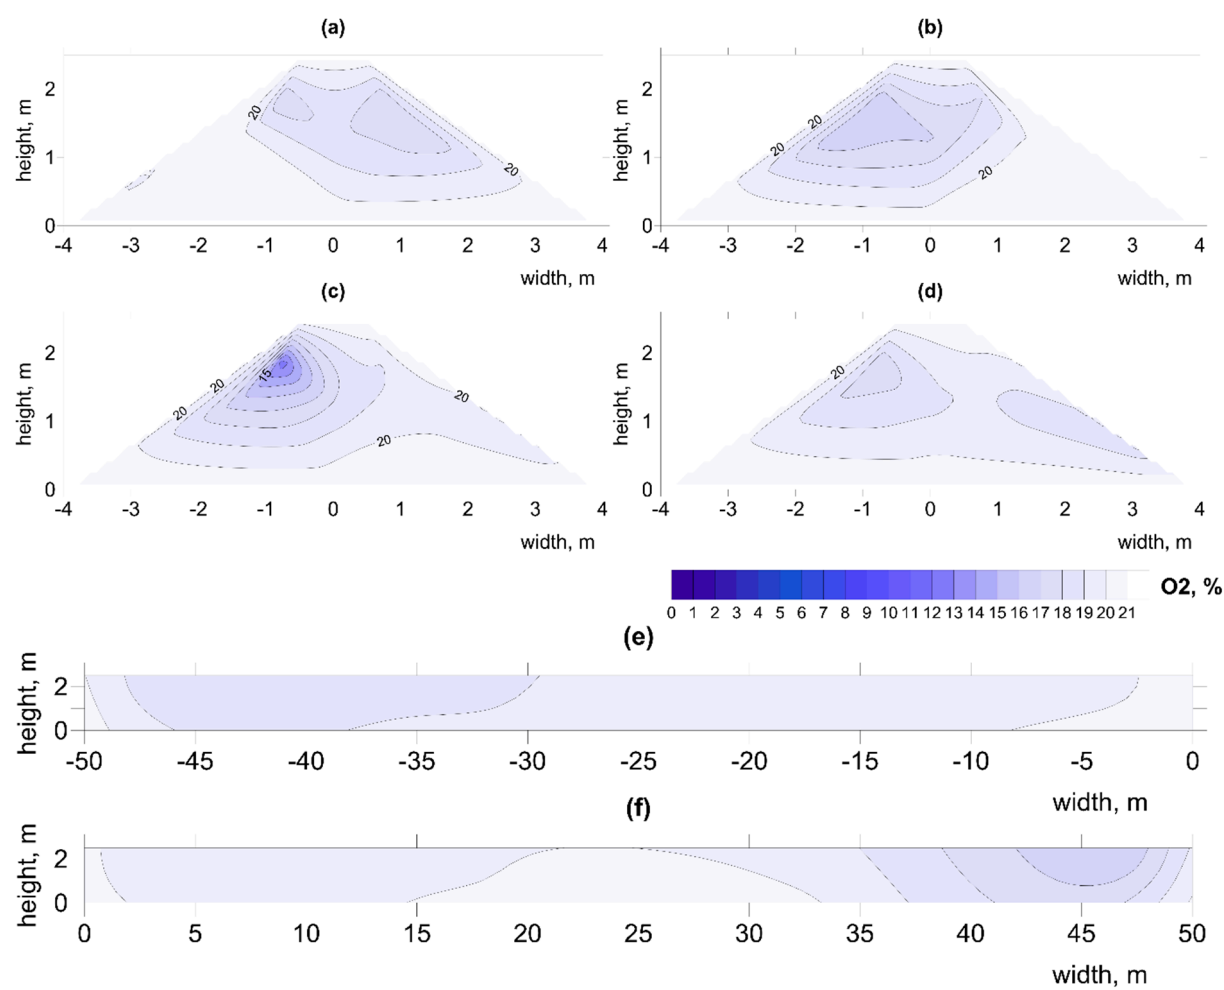 (a) (b)
height, m 2 1 0 20 20
-4 -3 -2 -1 0 1 2 3 4
width, m
height, m 2 1 0 20 20 20
-4 -3 -2 -1 0 1 2 3 4
width, m
(c) (d)
height, m 2 1 0 20 20 15 20 20
-4 -3 -2 -1 0 1 2 3 4
width, m
height, m 2 1 0 20
-4 -3 -2 -1 0 1 2 3 4
width, m
O2, %
0 1 2 3 4 5 6 7 8 9 10 11 12 13 14 15 16 17 18 19 20 21
(e)
height, m 2 0
-50 -45 -40 -35 -30 -25 -20 -15 -10 -5 0
width, m
(f)
height, m 2 0
0 5 10 15 20 25 30 35 40 45 50
width, m